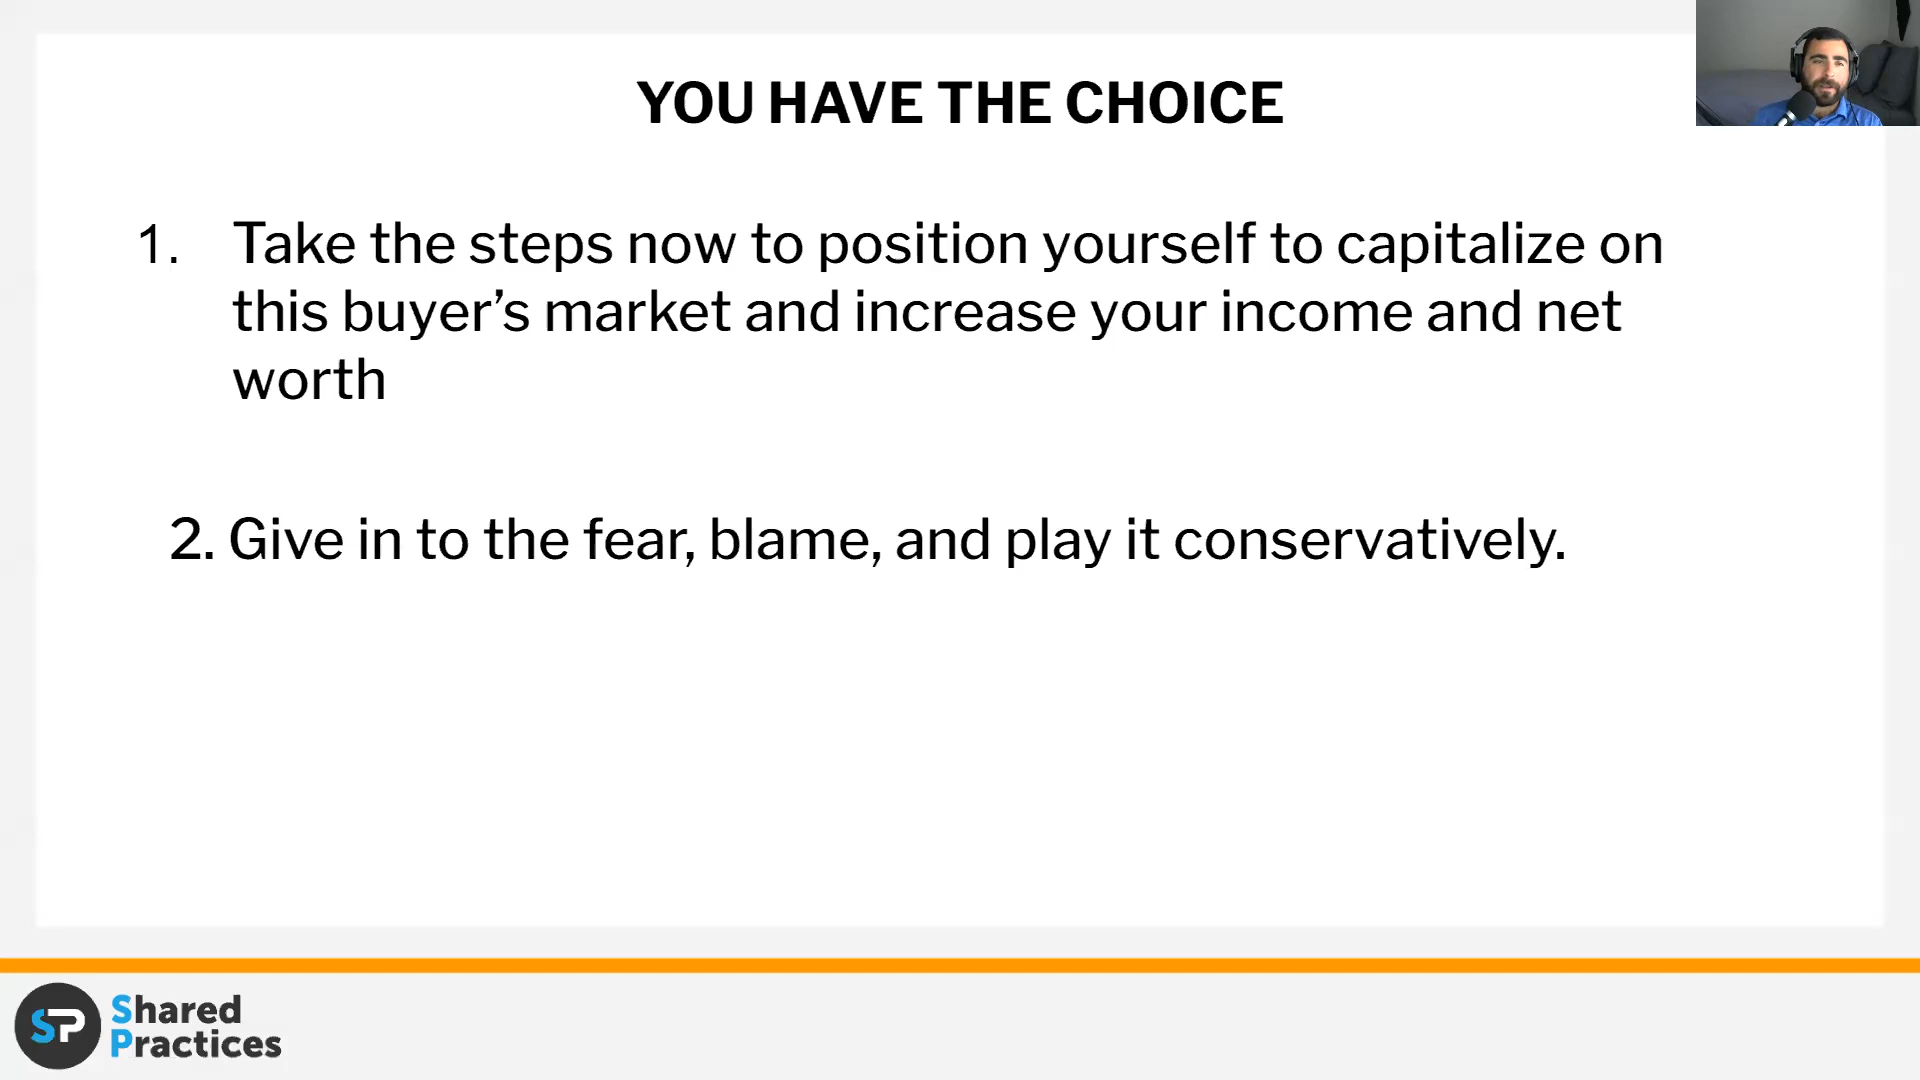 YOU HAVE THE CHOICE
1. Take the steps now to position yourself to capitalize on
this buyer’s market and increase your income and net
worth
2. Give in to the fear, blame, and play it conservatively.
SP
Shared
Practices